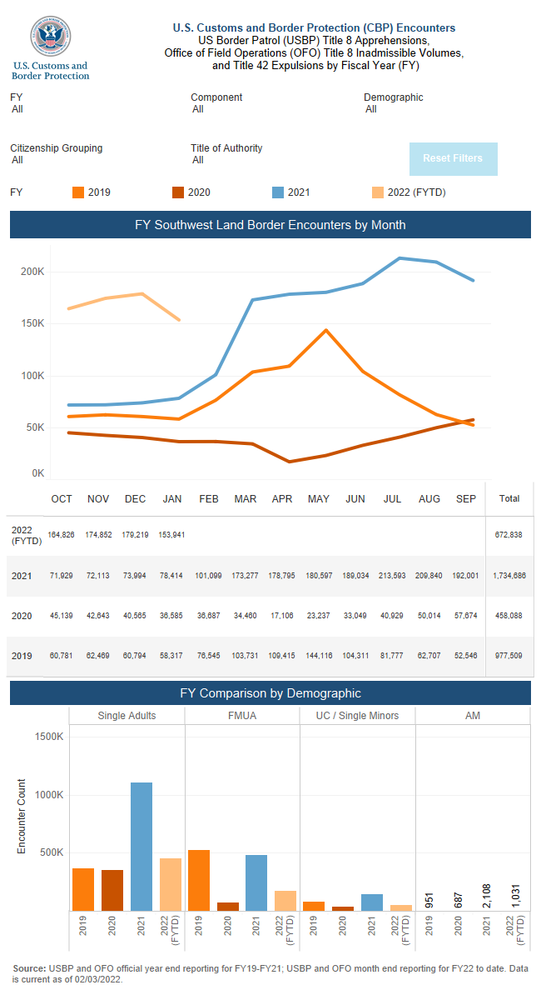 U.S. Customs and Border Protection (CBP) Encounters
US Border Patrol (USBP) Title 8 Apprehensions,
Office of Field Operations (OFO) Title 8 Inadmissible Volumes,
and Title 42 Expulsions by Fiscal Year (FY)
U.S. Customs and
Border Protection
FY Component Demographic
All All All
Citizenship Grouping Title of Authority
All All
Reset Filters
FY 2019 2020 2021 2022 (FYTD)
FY Southwest Land Border Encounters by Month
200K
150K
100K
50K
0K
OCT NOV DEC JAN FEB MAR APR MAY JUN JUL AUG SEP Total
2022
(FYTD) 164,826 174,852 179,219 153,941 672,838
2021 71,929 72,113 73,994 78,414 101,099 173,277 178,795 180,597 189,034 213,593 209,840 192,001 1,734,686
2020 45,139 42,643 40,565 36,585 36,687 34,460 17,106 23,237 33,049 40,929 50,014 57,674 458,088
2019 60,781 62,469 60,794 58,317 76,545 103,731 109,415 144,116 104,311 81,777 62,707 52,546 977,509
FY Comparison by Demographic
Single Adults FMUA UC / Single Minors AM
1500K
1000K
500K
Encounter Count
951 687 2,108 1,031
2019 2020 2021 2022 (FYTD) 2019 2020 2021 2022 (FYTD) 2019 2020 2021 2022 (FYTD) 2019 2020 2021 2022 (FYTD)
Source: USBP and OFO official year end reporting for FY19-FY21; USBP and OFO month end reporting for FY22 to date. Data
is current as of 02/03/2022.